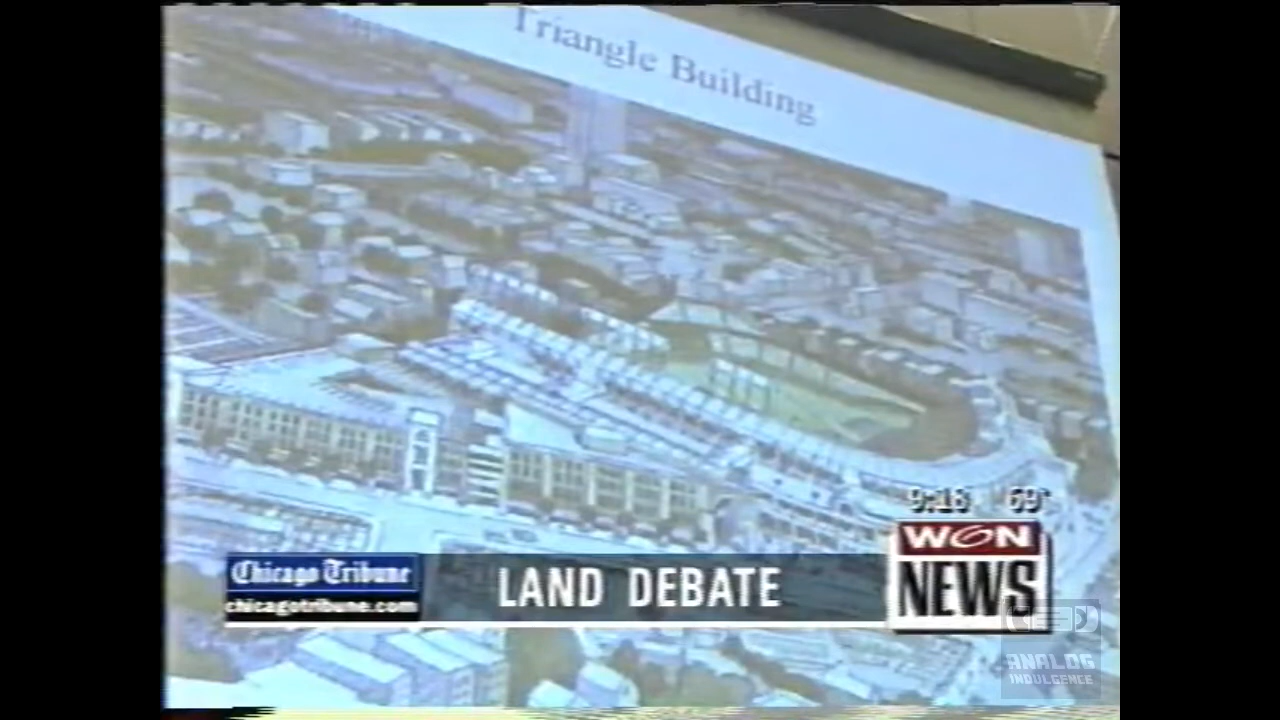 Triangle Building
9:18 69°
WGN
NEWS
Chicago Tribune
chicagotribune.com
LAND DEBATE
ANALOG
INDULGENCE